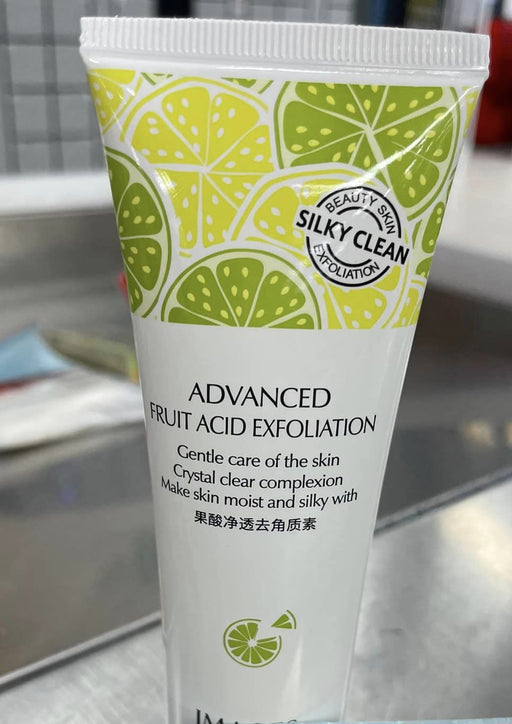 BEAUTY SKIN
SILKY CLEAN
EXFOLIATION
ADVANCED
FRUIT ACID EXFOLIATION
Gentle care of the skin
Crystal clear complexion
Make skin moist and silky with
果酸净透去角质素